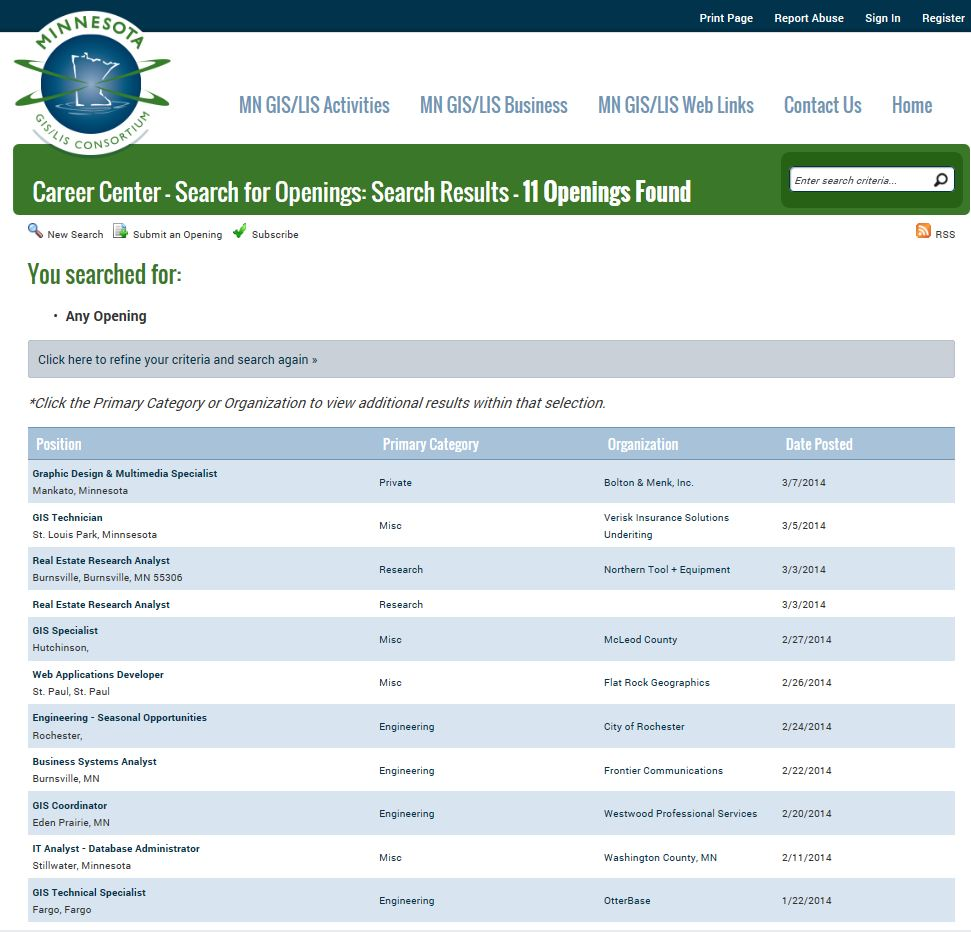 Print Page Report Abuse Sign In Register
MINNESOTA
GIS/LIS CONSORTIUM
MN GIS/LIS Activities MN GIS/LIS Business MN GIS/LIS Web Links Contact Us Home
Career Center - Search for Openings: Search Results - 11 Openings Found
Enter search criteria...
New Search Submit an Opening Subscribe RSS
You searched for:
• Any Opening
Click here to refine your criteria and search again »
*Click the Primary Category or Organization to view additional results within that selection.
Position Primary Category Organization Date Posted
Graphic Design & Multimedia Specialist
Mankato, Minnesota
Private Bolton & Menk, Inc. 3/7/2014
GIS Technician
St. Louis Park, Minnsesota
Misc
Verisk Insurance Solutions
Underiting
3/5/2014
Real Estate Research Analyst
Burnsville, Burnsville, MN 55306
Research Northern Tool + Equipment 3/3/2014
Real Estate Research Analyst Research 3/3/2014
GIS Specialist
Hutchinson,
Misc McLeod County 2/27/2014
Web Applications Developer
St. Paul, St. Paul
Misc Flat Rock Geographics 2/26/2014
Engineering - Seasonal Opportunities
Rochester,
Engineering City of Rochester 2/24/2014
Business Systems Analyst
Burnsville, MN
Engineering Frontier Communications 2/22/2014
GIS Coordinator
Eden Prairie, MN
Engineering Westwood Professional Services 2/20/2014
IT Analyst - Database Administrator
Stillwater, Minnesota
Misc Washington County, MN 2/11/2014
GIS Technical Specialist
Fargo, Fargo
Engineering OtterBase 1/22/2014